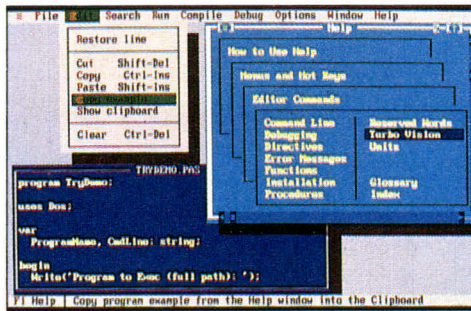 ≡ File Edit Search Run Compile Debug Options Window Help
Restore line
Cut Shift-Del
Copy Ctrl-Ins
Paste Shift-Ins
Copy example
Show clipboard
Clear Ctrl-Del
Help
How to Use Help
Menus and Hot Keys
Editor Commands
Command Line
Debugging
Directives
Error Messages
Functions
Installation
Procedures
Reserved Words
Turbo Vision
Units
Glossary
Index
TRYDEMO.PAS
program TryDemo;
uses Dos;
var
ProgramName, CmdLine: string;
begin
Write('Program to Exec (full path): ');
F1 Help | Copy program example from the Help window into the Clipboard